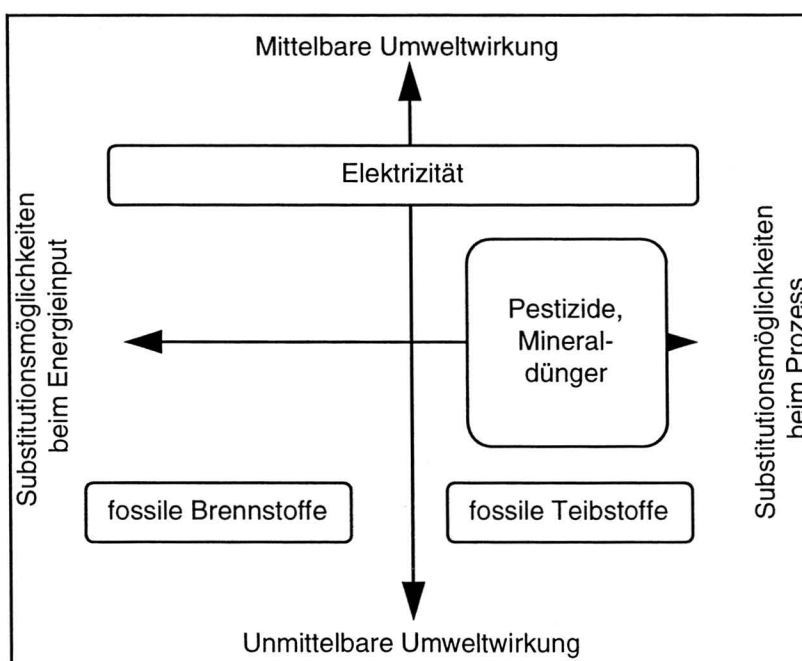 Mittelbare Umweltwirkung
Elektrizität
Substitutionsmöglichkeiten
beim Energieinput
Pestizide,
Mineral-
dünger
Substitutionsmöglichkeiten
beim Prozess
fossile Brennstoffe
fossile Teibstoffe
Unmittelbare Umweltwirkung